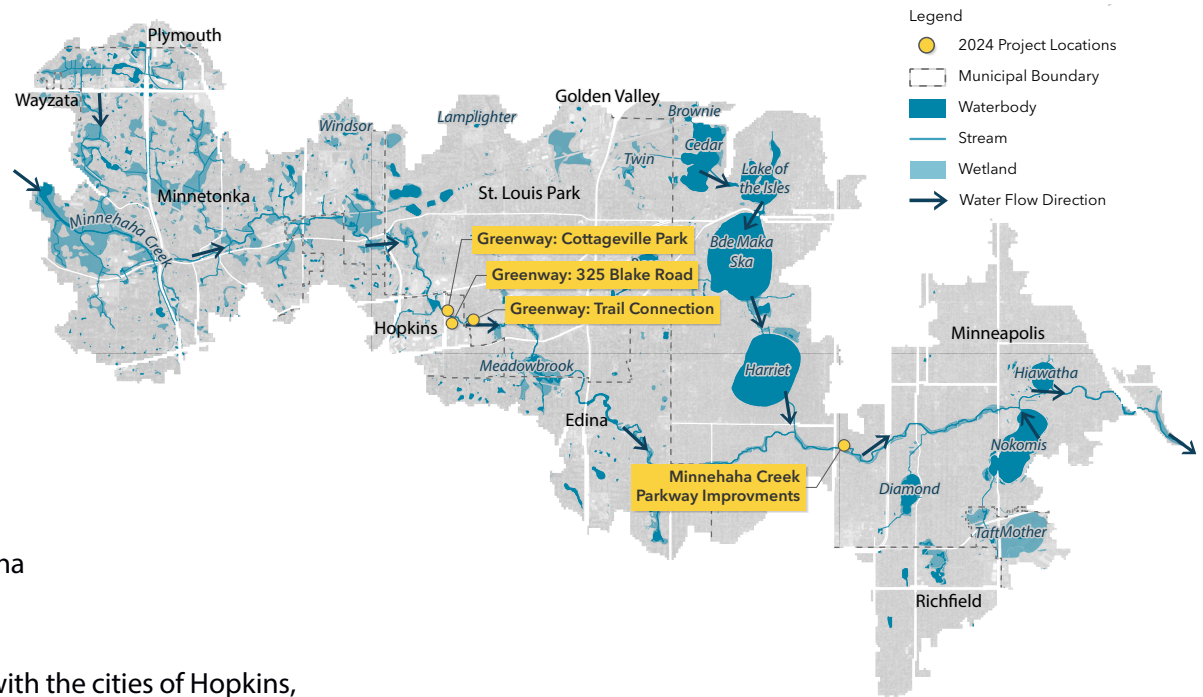 Legend
2024 Project Locations
Municipal Boundary
Waterbody
Stream
Wetland
Water Flow Direction
Plymouth
Wayzata
Golden Valley
Brownie
Windsor
Lamplighter
Cedar
Twin
Lake of
the Isles
St. Louis Park
Minnetonka
Minnehaha Creek
Greenway: Cottageville Park
Bde Maka
Ska
Greenway: 325 Blake Road
Greenway: Trail Connection
Hopkins
Minneapolis
Meadowbrook
Harriet
Hiawatha
Edina
Nokomis
Minnehaha Creek
Parkway Improvments
Diamond
Taft
Mother
Richfield
na
with the cities of Hopkins,